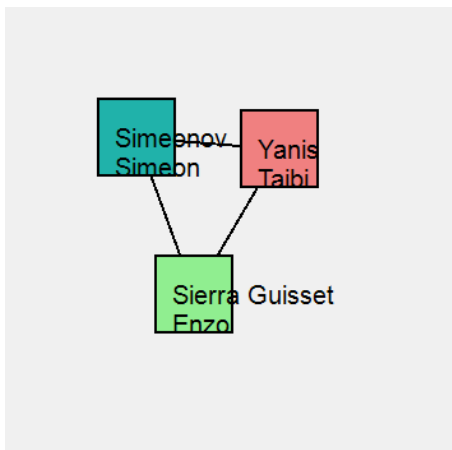 Simeonov
Simeon
Yanis
Taibi
Sierra Guisset
Enzo